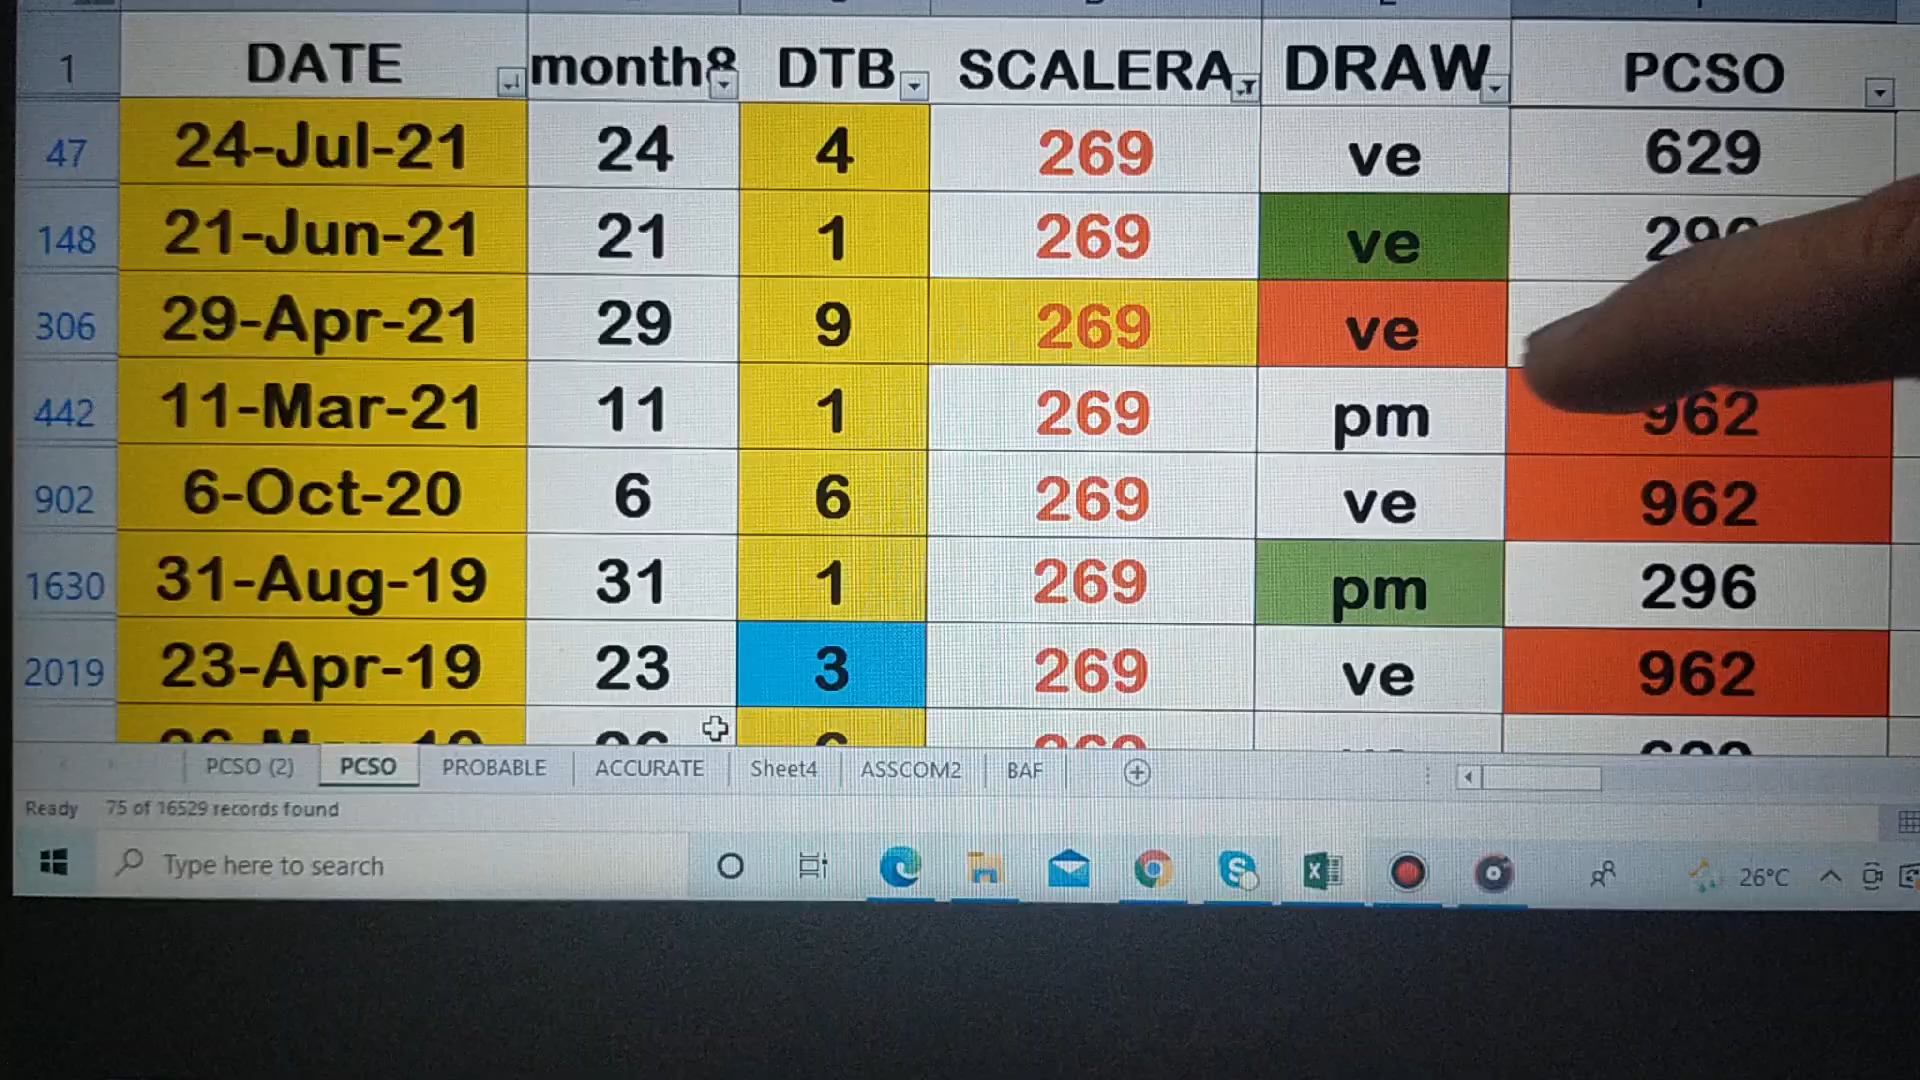 1 DATE month8 DTB SCALERA DRAW PCSO
47 24-Jul-21 24 4 269 ve 629
148 21-Jun-21 21 1 269 ve
306 29-Apr-21 29 9 269 ve
442 11-Mar-21 11 1 269 pm 962
902 6-Oct-20 6 6 269 ve 962
1630 31-Aug-19 31 1 269 pm 296
2019 23-Apr-19 23 3 269 ve 962
PCSO (2) PCSO PROBABLE ACCURATE Sheet4 ASSCOM2 BAF
Ready 75 of 16529 records found
Type here to search 26°C